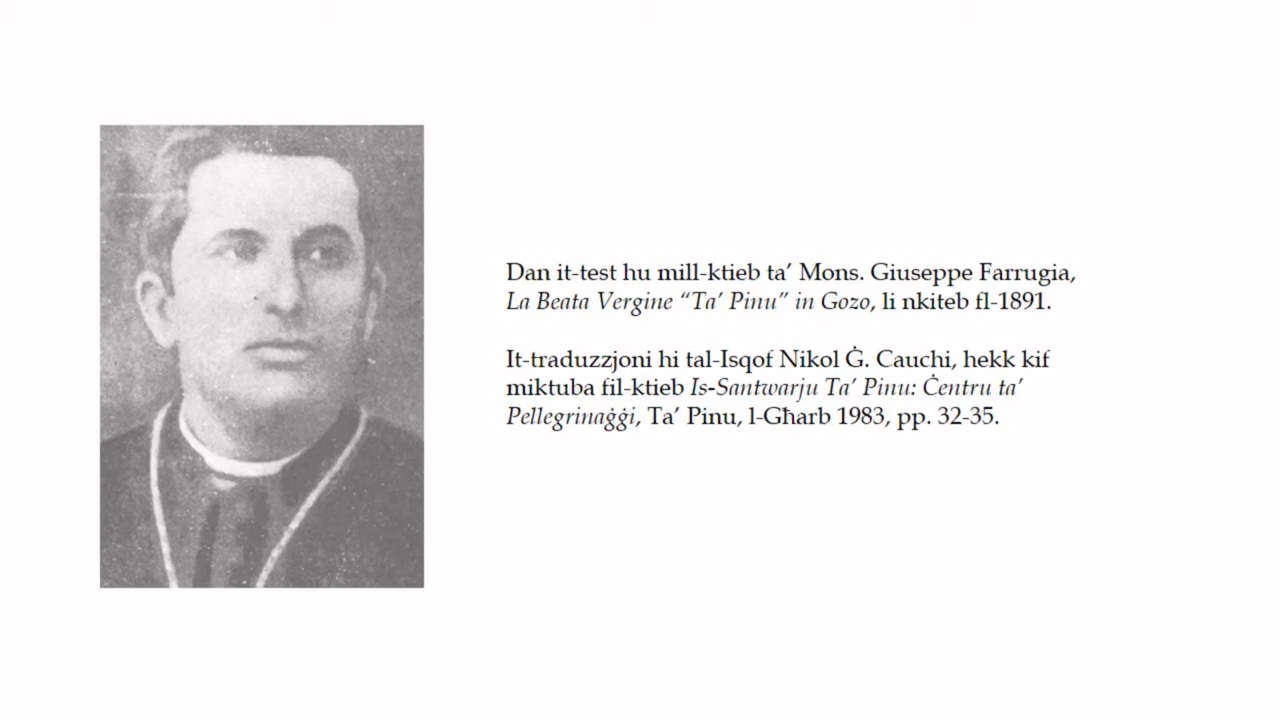 Dan it-test hu mill-ktieb ta’ Mons. Giuseppe Farrugia,
La Beata Vergine “Ta’ Pinu” in Gozo, li nkiteb fl-1891.
It-traduzzjoni hi tal-Isqof Nikol Ġ. Cauchi, hekk kif
miktuba fil-ktieb Is-Santwarju Ta’ Pinu: Ċentru ta’
Pellegrinaġġi, Ta’ Pinu, l-Għarb 1983, pp. 32-35.